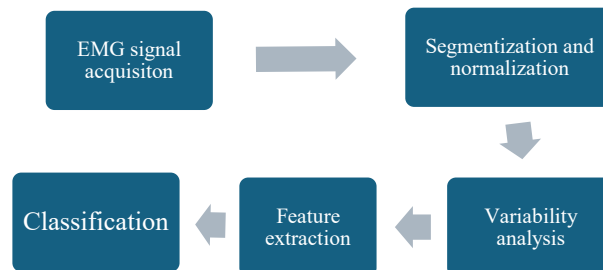 EMG signal
acquisiton
Segmentization and
normalization
Variability
analysis
Feature
extraction
Classification